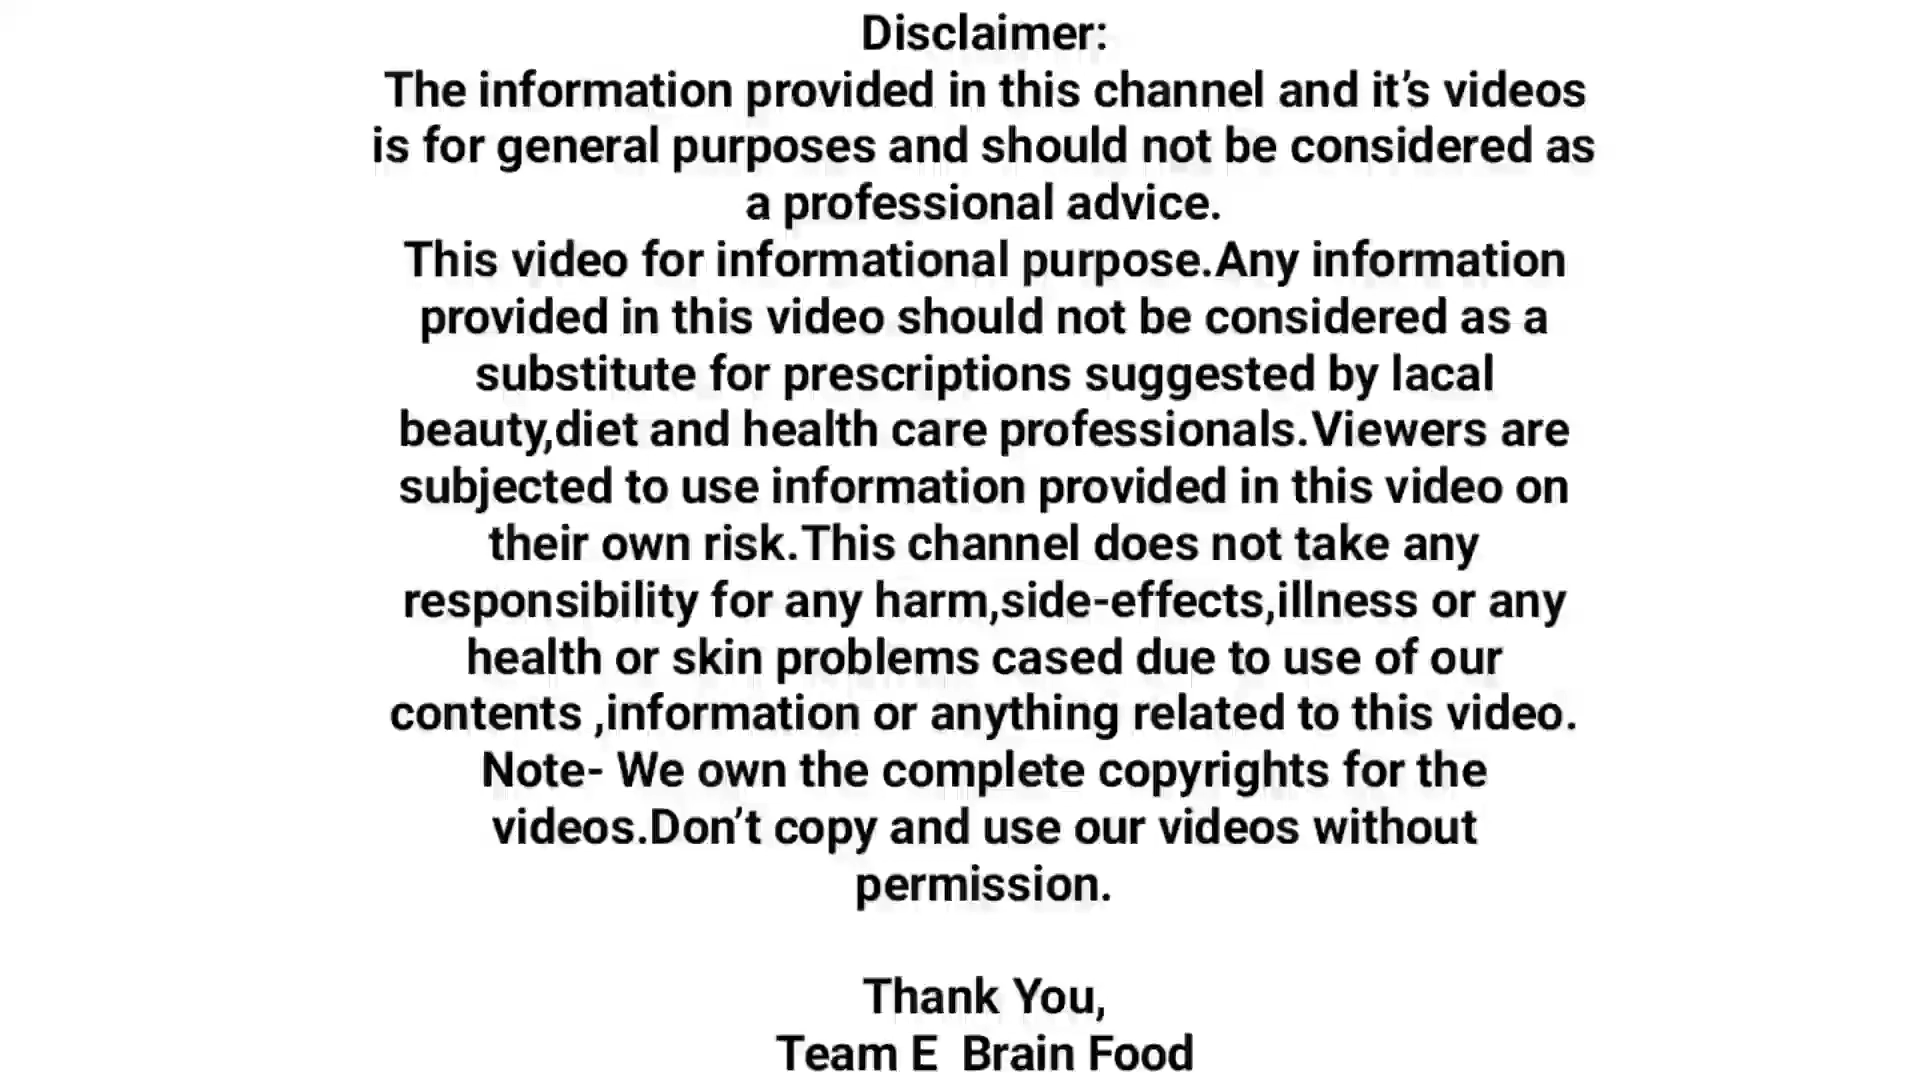 Disclaimer:
The information provided in this channel and it’s videos
is for general purposes and should not be considered as
a professional advice.
This video for informational purpose.Any information
provided in this video should not be considered as a
substitute for prescriptions suggested by lacal
beauty,diet and health care professionals.Viewers are
subjected to use information provided in this video on
their own risk.This channel does not take any
responsibility for any harm,side-effects,illness or any
health or skin problems cased due to use of our
contents ,information or anything related to this video.
Note- We own the complete copyrights for the
videos.Don’t copy and use our videos without
permission.
Thank You,
Team E  Brain Food